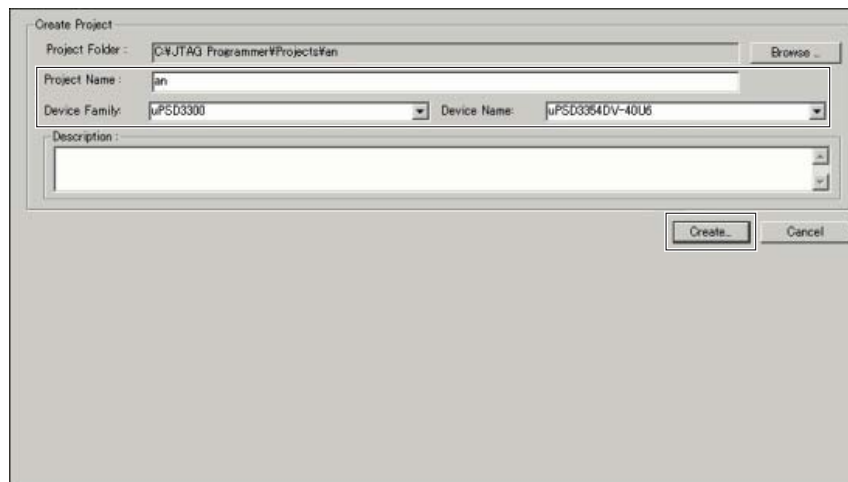 Create Project
Project Folder : C:¥JTAG Programmer¥Projects¥an Browse ..
Project Name : an
Device Family: uPSD3300 Device Name: uPSD3354DV-40U6
Description :
Create.. Cancel